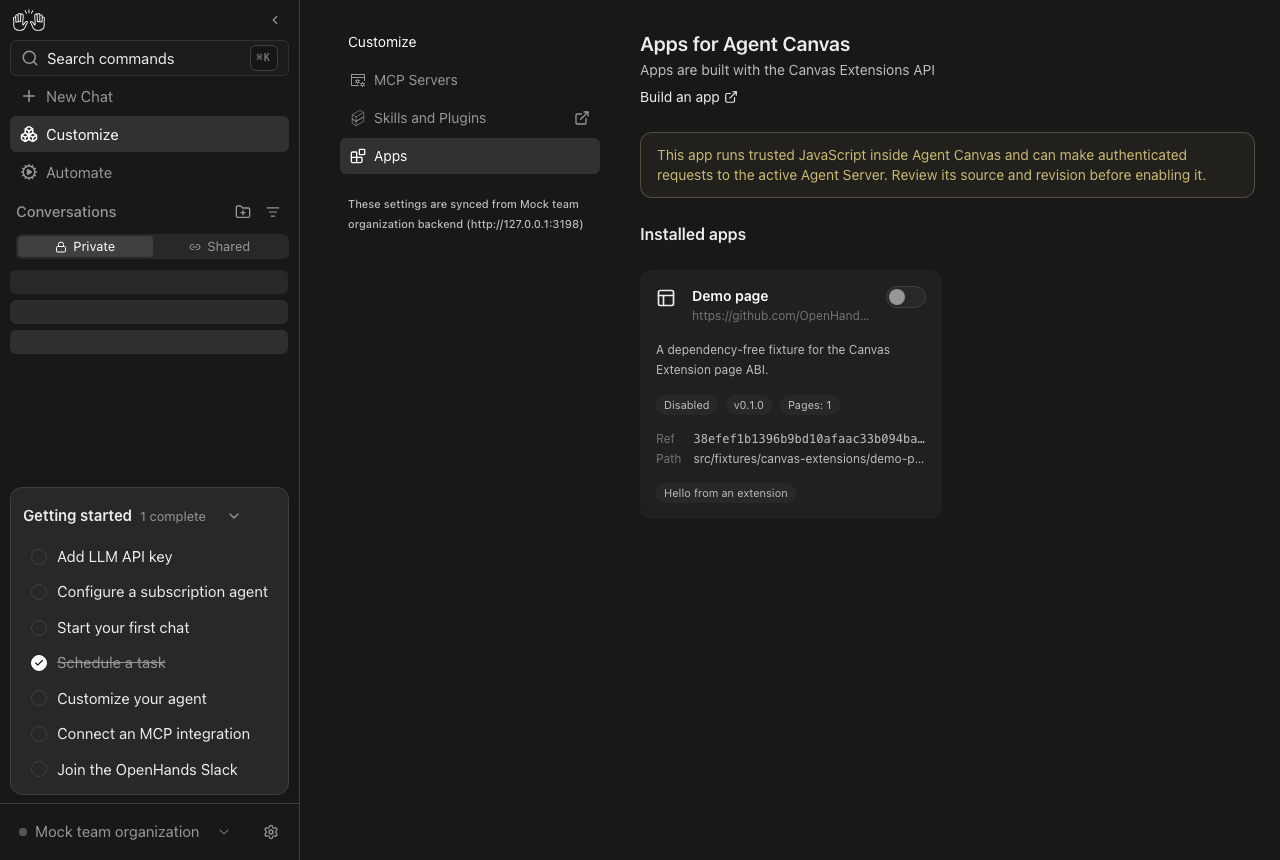 Search commands
⌘K
New Chat
Customize
Automate
Conversations
Private
Shared
Getting started 1 complete
Add LLM API key
Configure a subscription agent
Start your first chat
Schedule a task
Customize your agent
Connect an MCP integration
Join the OpenHands Slack
Mock team organization
Customize
MCP Servers
Skills and Plugins
Apps
These settings are synced from Mock team
organization backend (http://127.0.0.1:3198)
Apps for Agent Canvas
Apps are built with the Canvas Extensions API
Build an app
This app runs trusted JavaScript inside Agent Canvas and can make authenticated
requests to the active Agent Server. Review its source and revision before enabling it.
Installed apps
Demo page
https://github.com/OpenHand...
A dependency-free fixture for the Canvas
Extension page ABI.
Disabled v0.1.0 Pages: 1
Ref 38efef1b1396b9bd10afaac33b094ba…
Path src/fixtures/canvas-extensions/demo-p...
Hello from an extension